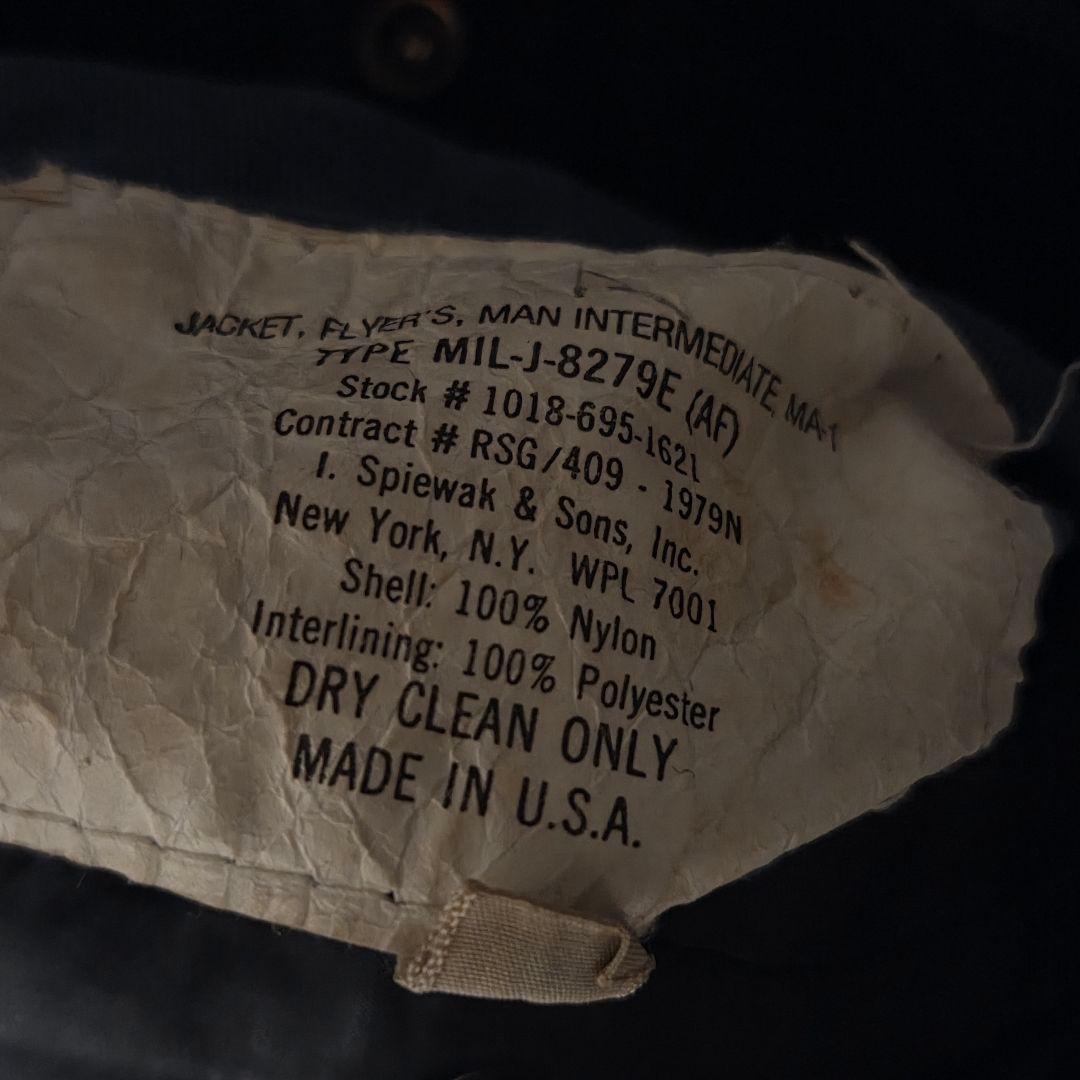 JACKET, FLYER'S, MAN INTERMEDIATE, MA-1
TYPE MIL-J-8279E (AF)
Stock # 1018-695-1621
Contract # RSG/409 - 1979N
I. Spiewak & Sons, Inc.
New York, N.Y. WPL 7001
Shell: 100% Nylon
Interlining: 100% Polyester
DRY CLEAN ONLY
MADE IN U.S.A.